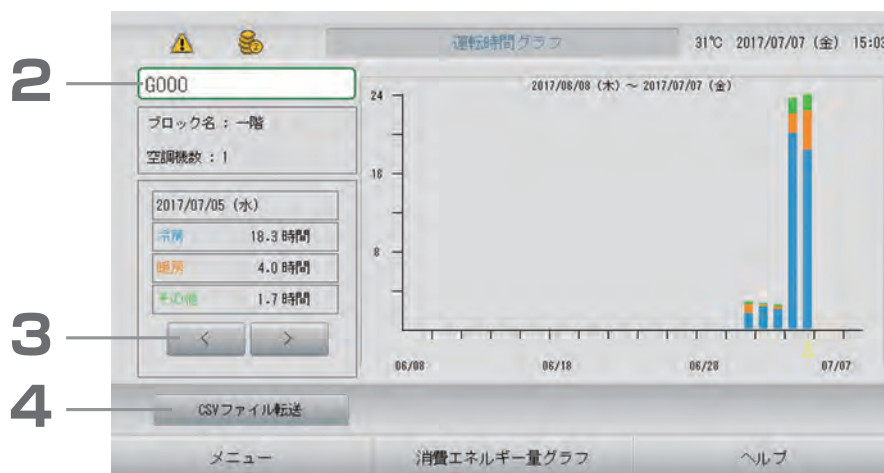 運転時間グラフ
31℃ 2017/07/07 (金) 15:03
2
G000
ブロック名 : 一階
空調機数 : 1
2017/07/05 (水)
冷房 18.3 時間
暖房 4.0 時間
その他 1.7 時間
3
<
>
4
CSVファイル転送
2017/06/08 (木) ~ 2017/07/07 (金)
24
16
8
06/08
06/18
06/28
07/07
メニュー
消費エネルギー量グラフ
ヘルプ